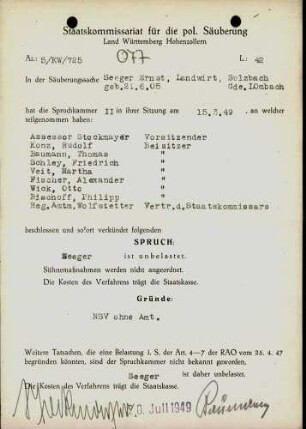 Staatskommissariat für die pol. Säuberung
Land Württemberg Hohenzollern
Az: 5/KW/725 077 L: 42
In der Säuberungssache Seeger Ernst, Landwirt, Sulzbach
geb.21.6.05 Gde.Loßbach
hat die Spruchkammer II in ihrer Sitzung am 15.3.49 an welcher
teilgenommen haben:
Assessor Stockmayer Vorsitzender
Konz, Rudolf Beisitzer
Baumann, Thomas "
Schley, Friedrich "
Veit, Martha "
Fischer, Alexander "
Wick, Otto "
Bischoff, Philipp "
Reg.Amtm.Wolfstetter Vertr.d.Staatskommissars
beschlossen und sofort verkündet folgenden
SPRUCH:
Seeger ist unbelastet.
Sühnemaßnahmen werden nicht angeordnet.
Die Kosten des Verfahrens trägt die Staatskasse.
Gründe:
NSV ohne Amt.
Weitere Tatsachen, die eine Belastung i. S. der Art. 4—7 der RAO vom 26. 4. 47
begründen könnten, sind der Spruchkammer nicht bekannt geworden.
Seeger ist daher unbelastet.
Die Kosten des Verfahrens trägt die Staatskasse.
Juli 1949